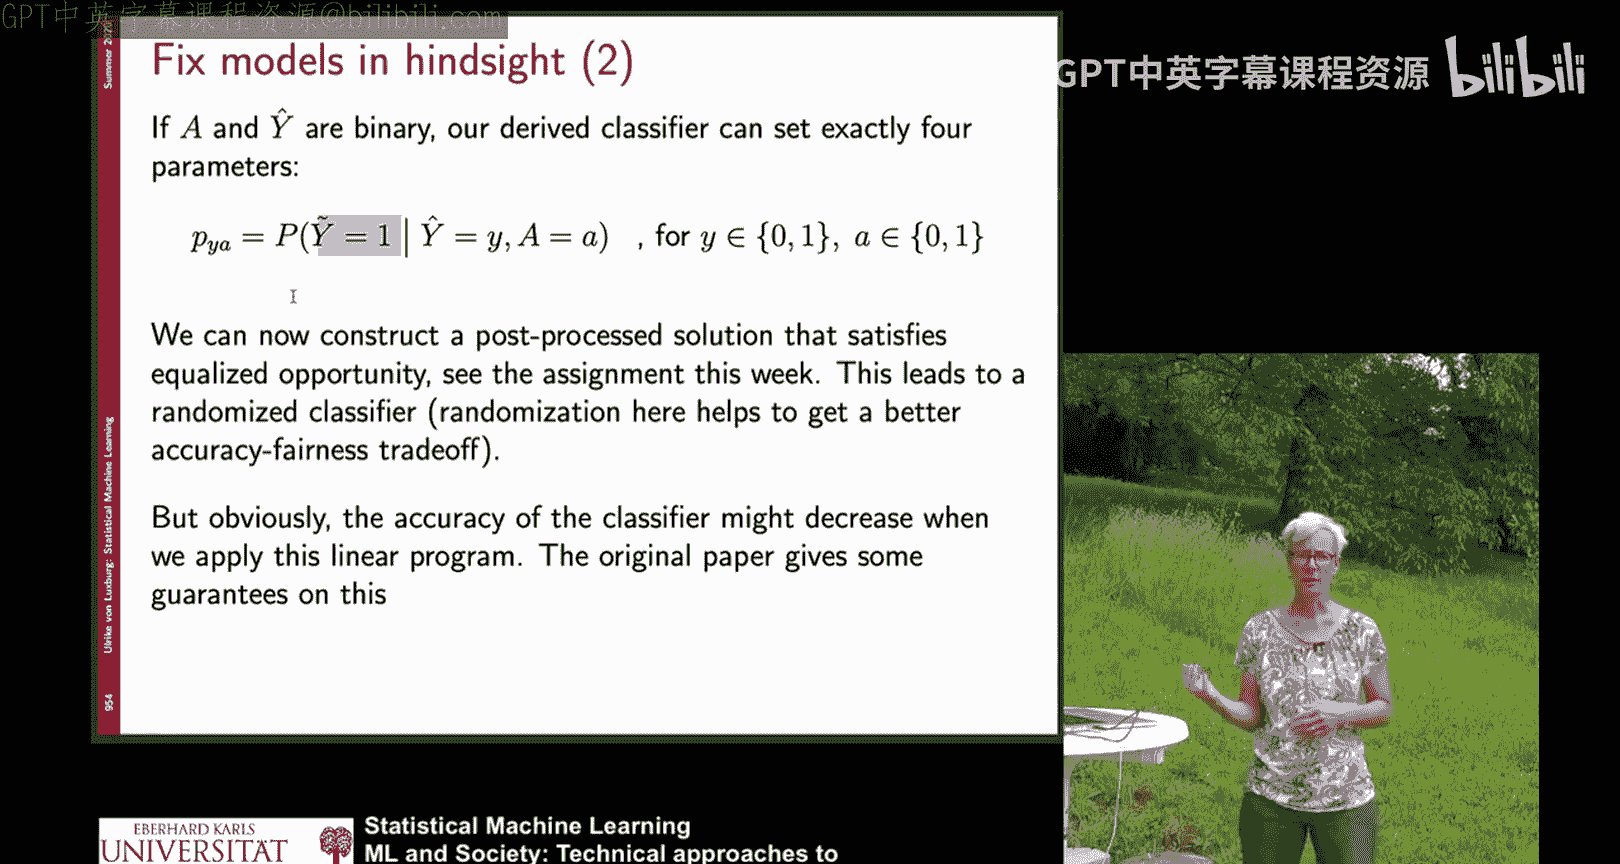 GPT中英字幕课程资源@bilibili.com
GPT中英字幕课程资源 bilibili
Summer 2020
Fix models in hindsight (2)
If A and Ŷ are binary, our derived classifier can set exactly four
parameters:
p_{ya} = P(Ỹ = 1 | Ŷ = y, A = a) , for y ∈ {0, 1}, a ∈ {0, 1}
We can now construct a post-processed solution that satisfies
equalized opportunity, see the assignment this week. This leads to a
randomized classifier (randomization here helps to get a better
accuracy-fairness tradeoff).
But obviously, the accuracy of the classifier might decrease when
we apply this linear program. The original paper gives some
guarantees on this
Ulrike von Luxburg: Statistical Machine Learning
954
EBERHARD KARLS
UNIVERSITÄT
Statistical Machine Learning
ML and Society: Technical approaches to